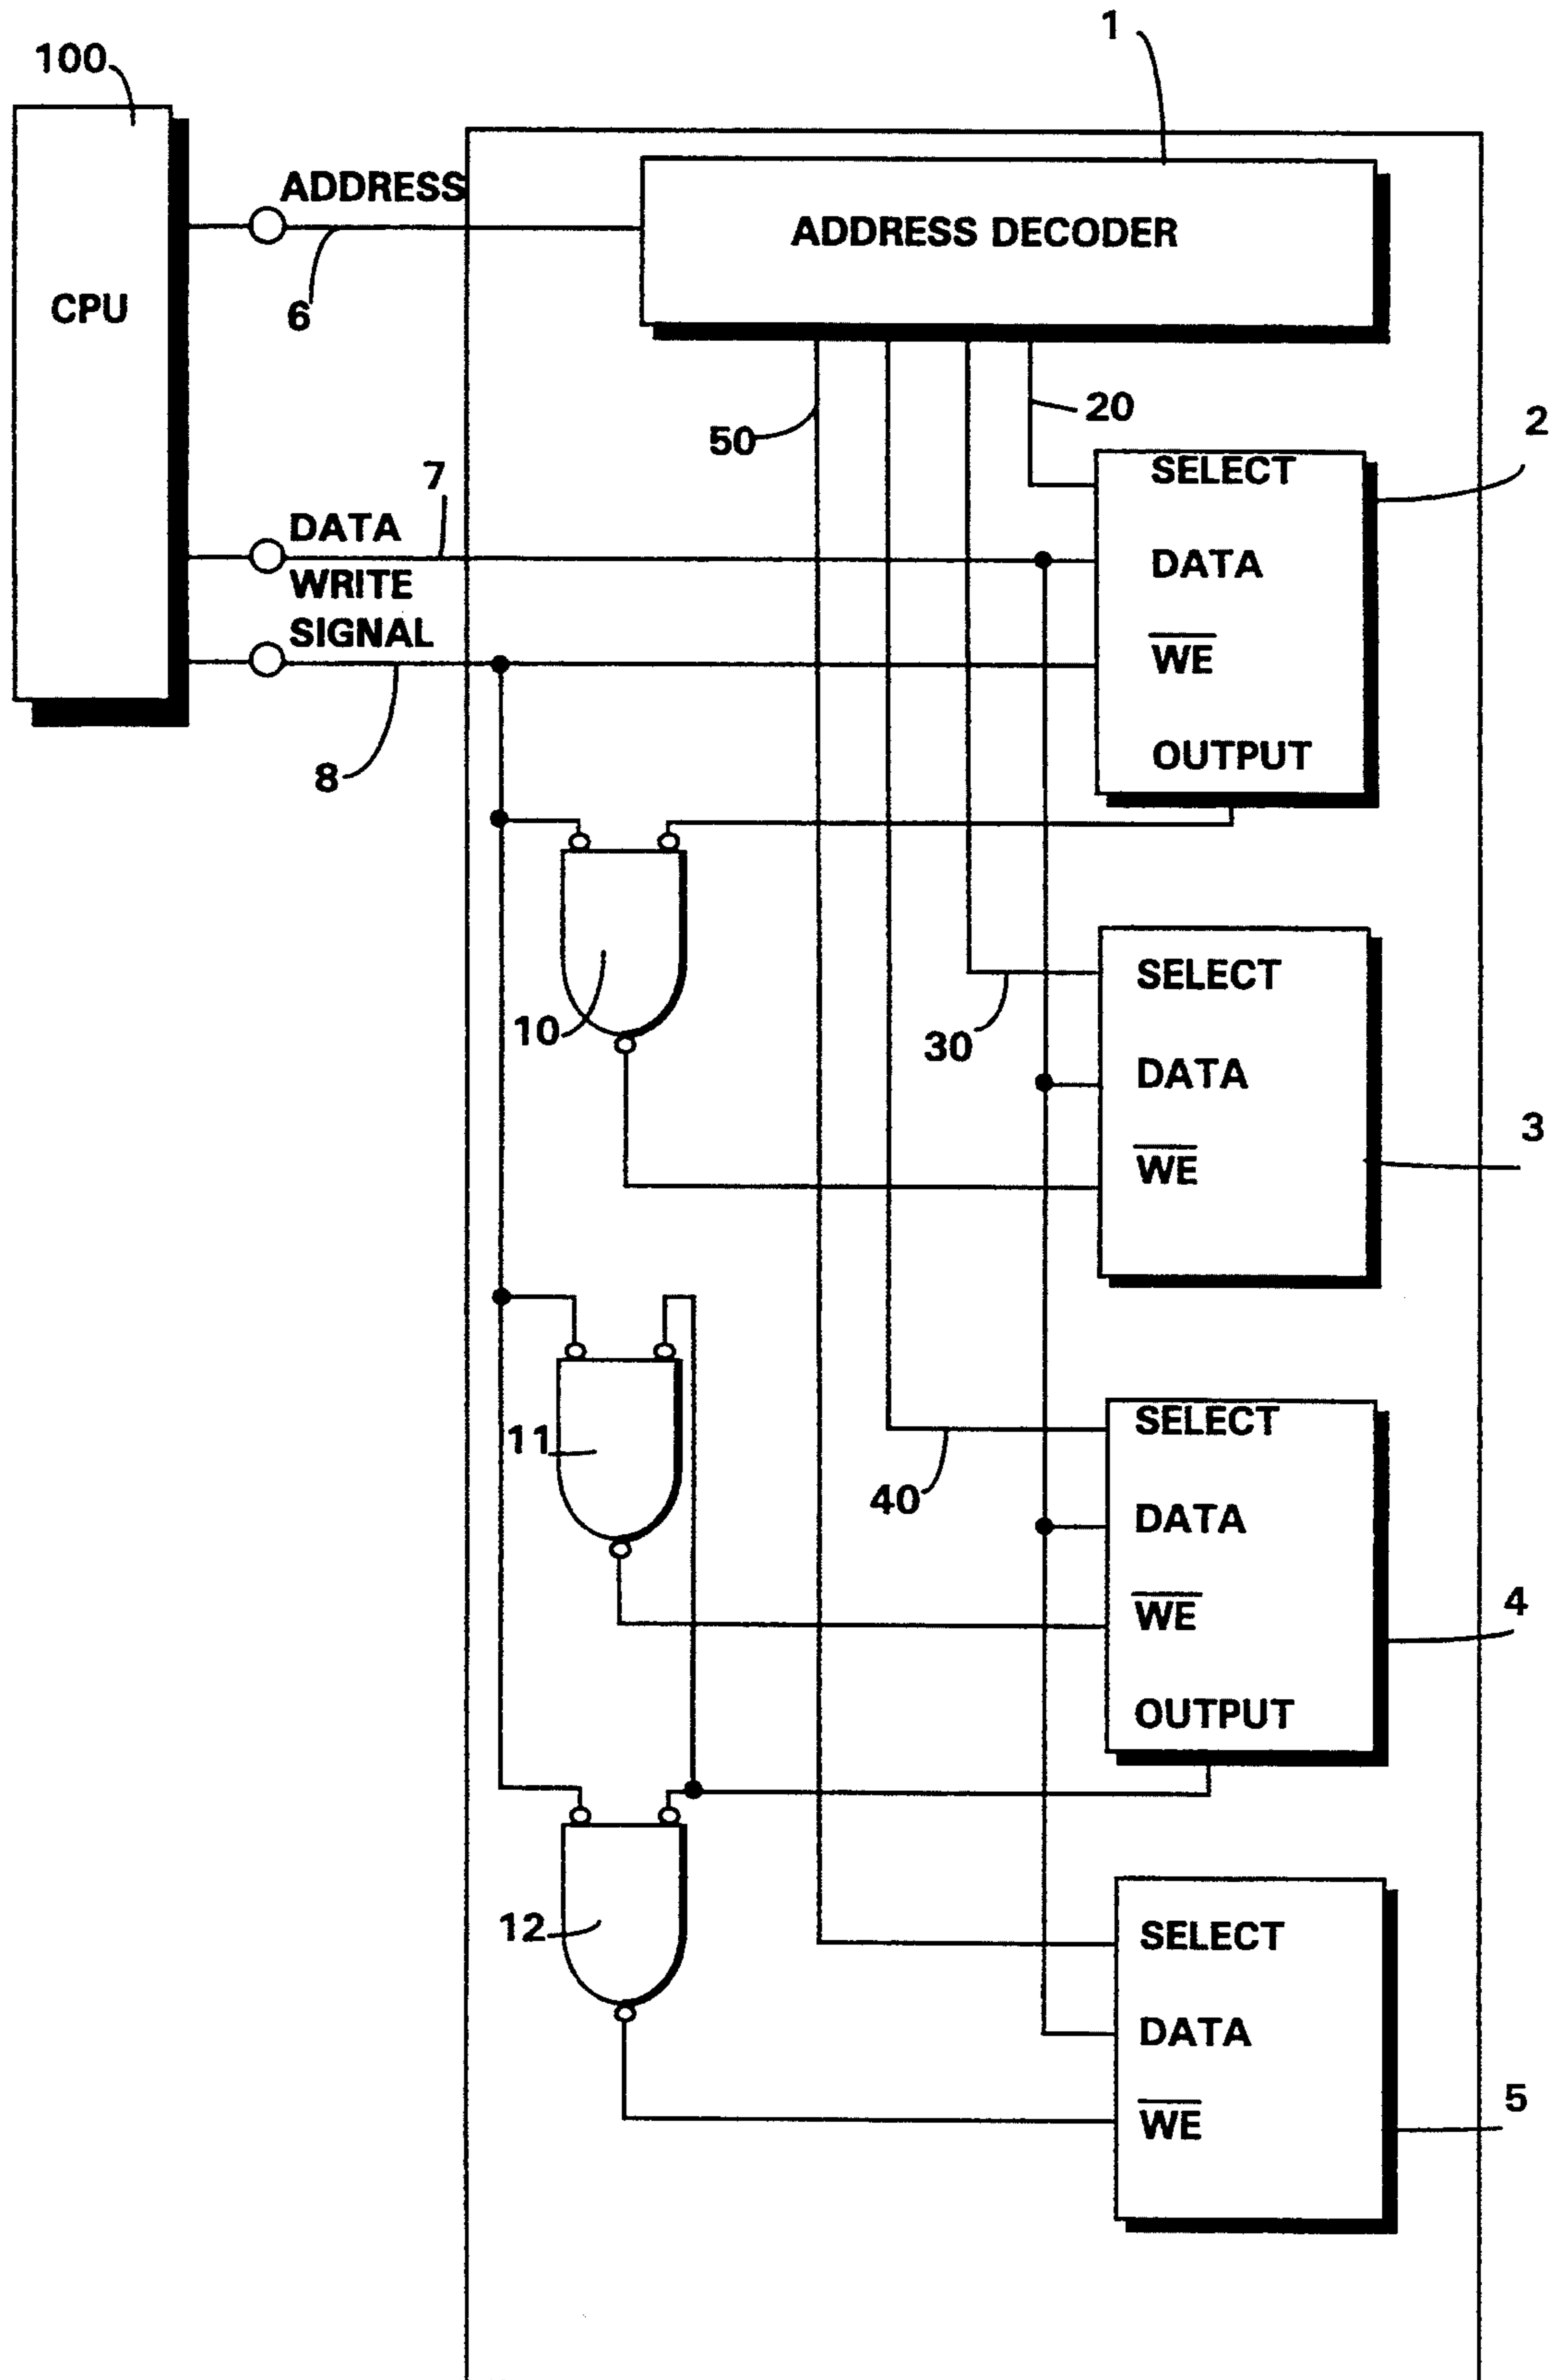 1
100
ADDRESS
ADDRESS DECODER
CPU
6
20
50
2
SELECT
7
DATA
DATA
WRITE
SIGNAL
WE
OUTPUT
8
SELECT
10
30
DATA
3
WE
SELECT
11
40
DATA
4
WE
OUTPUT
12
SELECT
DATA
5
WE